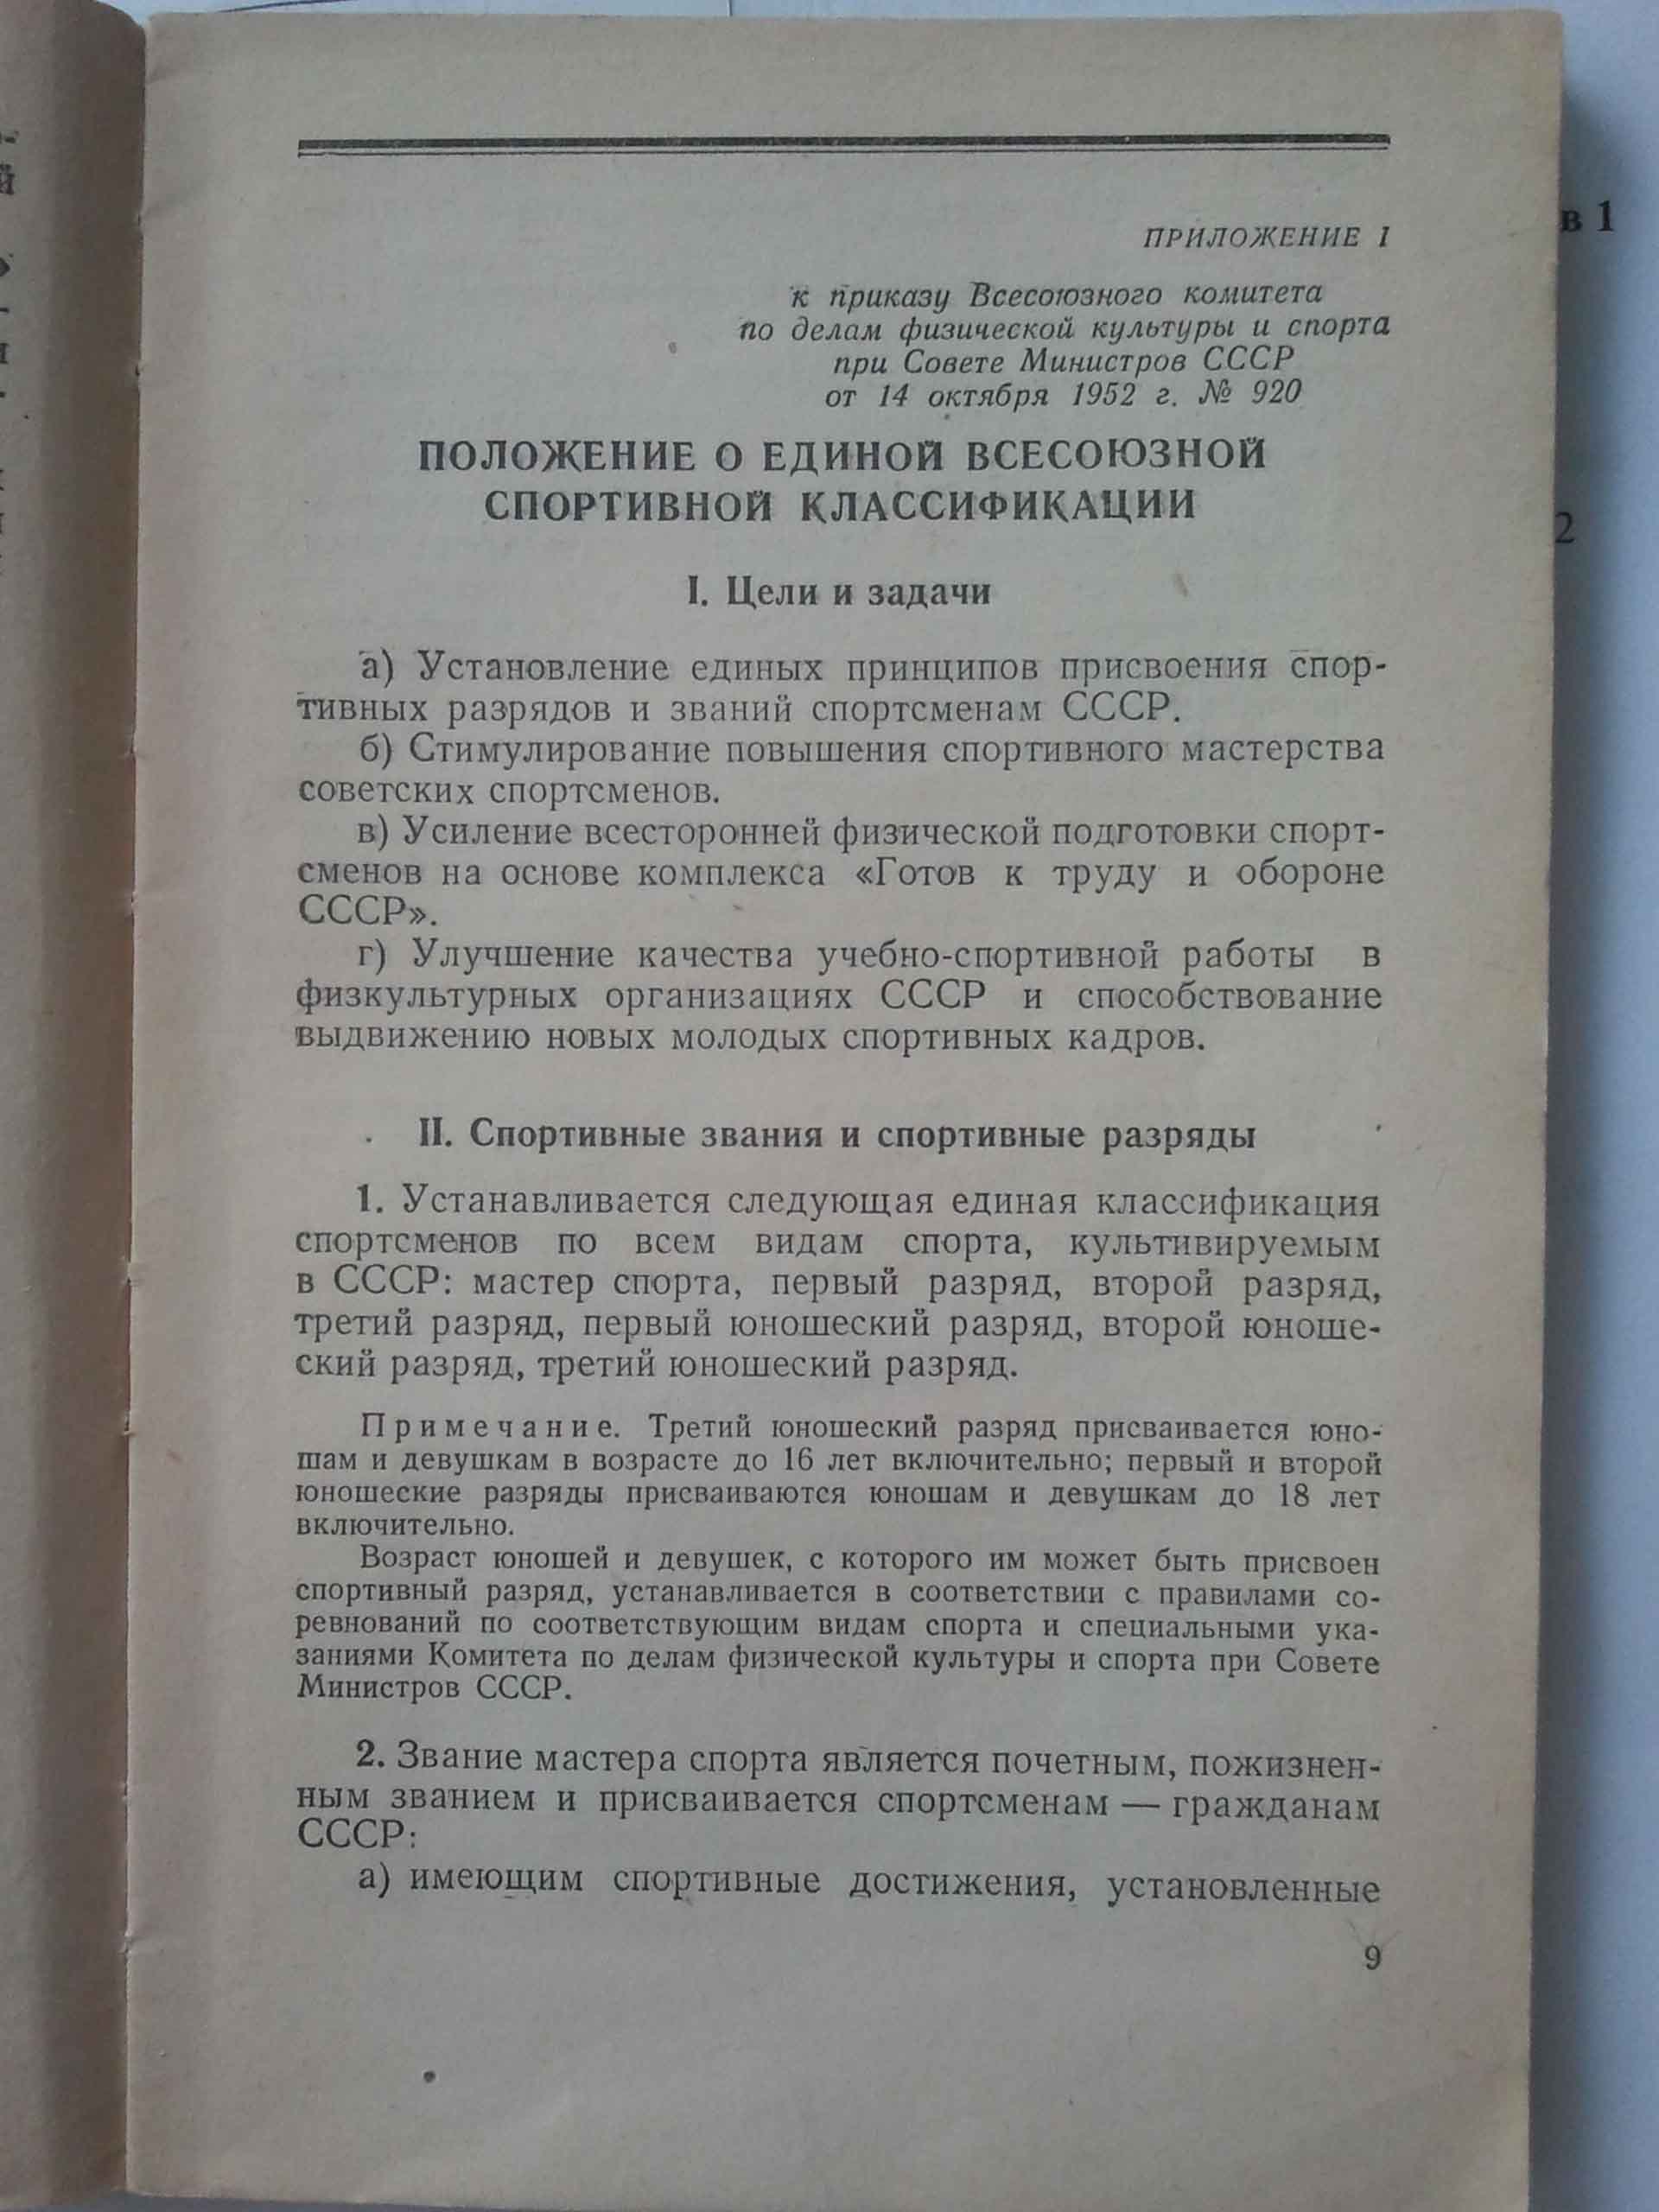 ПРИЛОЖЕНИЕ 1
к приказу Всесоюзного комитета
по делам физической культуры и спорта
при Совете Министров СССР
от 14 октября 1952 г. № 920
ПОЛОЖЕНИЕ О ЕДИНОЙ ВСЕСОЮЗНОЙ
СПОРТИВНОЙ КЛАССИФИКАЦИИ
I. Цели и задачи
а) Установление единых принципов присвоения спор-
тивных разрядов и званий спортсменам СССР.
б) Стимулирование повышения спортивного мастерства
советских спортсменов.
в) Усиление всесторонней физической подготовки спорт-
сменов на основе комплекса «Готов к труду и обороне
СССР».
г) Улучшение качества учебно-спортивной работы в
физкультурных организациях СССР и способствование
выдвижению новых молодых спортивных кадров.
II. Спортивные звания и спортивные разряды
1. Устанавливается следующая единая классификация
спортсменов по всем видам спорта, культивируемым
в СССР: мастер спорта, первый разряд, второй разряд,
третий разряд, первый юношеский разряд, второй юноше-
ский разряд, третий юношеский разряд.
Примечание. Третий юношеский разряд присваивается юно-
шам и девушкам в возрасте до 16 лет включительно; первый и второй
юношеские разряды присваиваются юношам и девушкам до 18 лет
включительно.
Возраст юношей и девушек, с которого им может быть присвоен
спортивный разряд, устанавливается в соответствии с правилами со-
ревнований по соответствующим видам спорта и специальными ука-
заниями Комитета по делам физической культуры и спорта при Совете
Министров СССР.
2. Звание мастера спорта является почетным, пожизнен-
ным званием и присваивается спортсменам — гражданам
СССР:
а) имеющим спортивные достижения, установленные
9
в 1
2